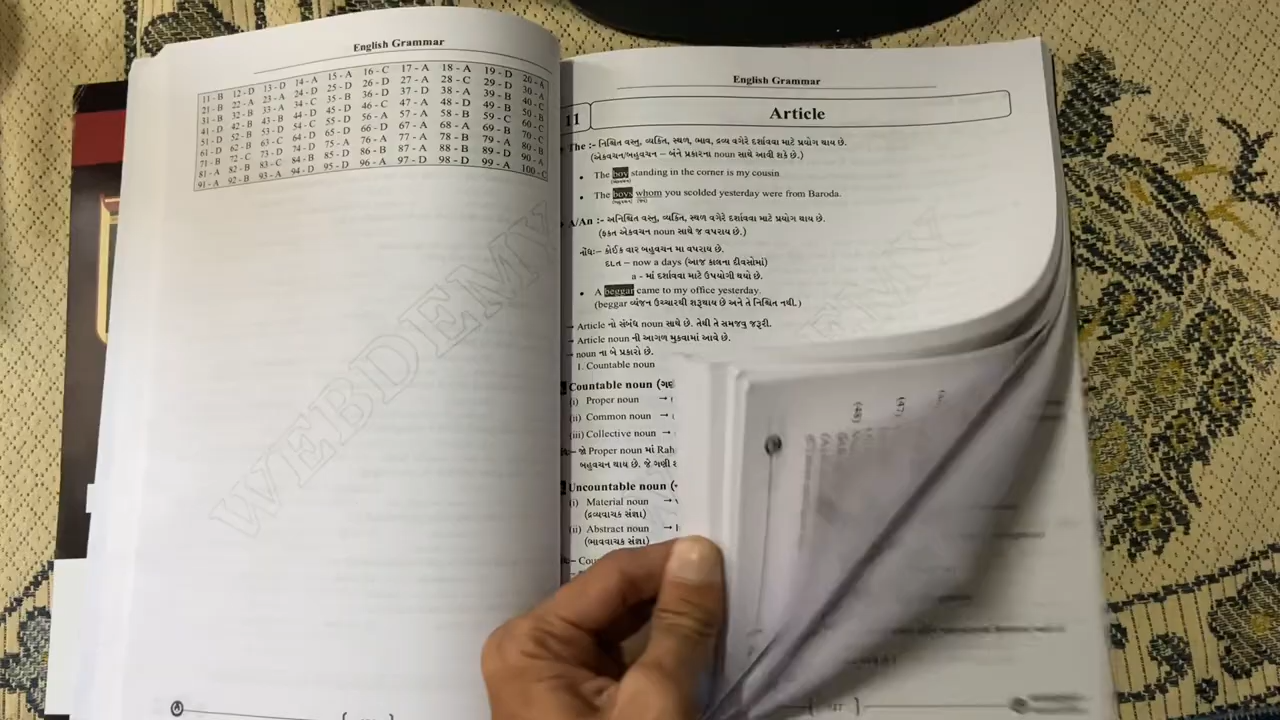 English Grammar
11 - B 12 - D 13 - D 14 - A 15 - A 16 - C 17 - A 18 - A 19 - D 20 - A
21 - B 22 - A 23 - A 24 - D 25 - D 26 - D 27 - A 28 - C 29 - D 30 - A
31 - B 32 - B 33 - A 34 - C 35 - B 36 - D 37 - D 38 - A 39 - B 40 - C
41 - D 42 - B 43 - B 44 - D 45 - D 46 - C 47 - A 48 - D 49 - B 50 - B
51 - D 52 - B 53 - D 54 - C 55 - D 56 - A 57 - A 58 - B 59 - C 60 - C
61 - D 62 - B 63 - C 64 - D 65 - D 66 - D 67 - A 68 - A 69 - B 70 - C
71 - B 72 - C 73 - D 74 - D 75 - A 76 - A 77 - A 78 - B 79 - A 80 - B
81 - A 82 - B 83 - C 84 - B 85 - D 86 - B 87 - A 88 - B 89 - D 90 - A
91 - A 92 - B 93 - A 94 - D 95 - D 96 - A 97 - D 98 - D 99 - A 100 - C
WEBDEMY
English Grammar
11 Article
The :- નિશ્ચિત વસ્તુ, વ્યક્તિ, સ્થળ, ભાવ, દ્રવ્ય વગેરે દર્શાવવા માટે પ્રયોગ થાય છે.
(એકવચન/બહુવચન – બંને પ્રકારના noun સાથે આવી શકે છે.)
• The boy standing in the corner is my cousin
• The boys whom you scolded yesterday were from Baroda.
A/An :- અનિશ્ચિત વસ્તુ, વ્યક્તિ, સ્થળ વગેરે દર્શાવવા માટે પ્રયોગ થાય છે.
(ફક્ત એકવચન noun સાથે જ વપરાય છે.)
નોંધ:- કોઈક વાર બહુવચન મા વપરાય છે.
દા.ત – now a days (આજ કાલના દીવસોમાં)
a - માં દર્શાવવા માટે ઉપયોગી થયો છે.
• A beggar came to my office yesterday.
(beggar વ્યંજન ઉચ્ચારથી શરૂથાય છે અને તે નિશ્ચિત નથી.)
→ Article નો સંબંધ noun સાથે છે. તેથી તે સમજવુ જરૂરી.
→ Article noun ની આગળ મુકવામાં આવે છે.
→ noun ના બે પ્રકારો છે.
1. Countable noun
Countable noun
(i) Proper noun →
(ii) Common noun →
(iii) Collective noun →
જો Proper noun માં Rah
બહુવચન થાય છે. જે ગણી
Uncountable noun
(i) Material noun →
(દ્રવ્યવાચક સંજ્ઞા)
(ii) Abstract noun →
(ભાવવાચક સંજ્ઞા)
(47)
(48)